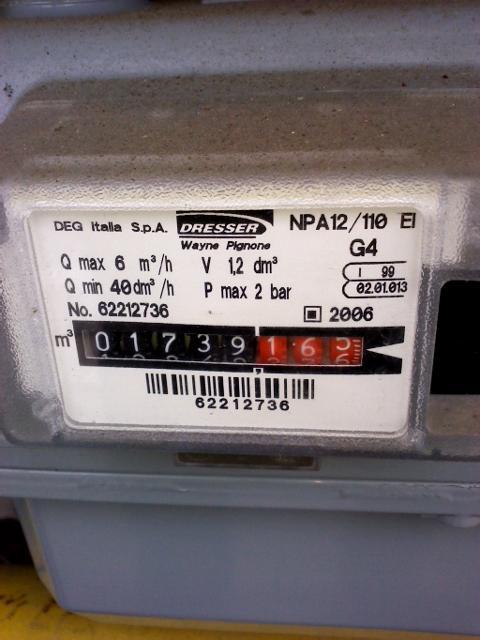 DEG Italia S.p.A. DRESSER NPA12/110 EI
Wayne Pignone G4
Q max 6 m³/h V 1,2 dm³ I 99
Q min 40dm³/h P max 2 bar 02.01.013
No. 62212736 2006
m³ 01739,16
62212736